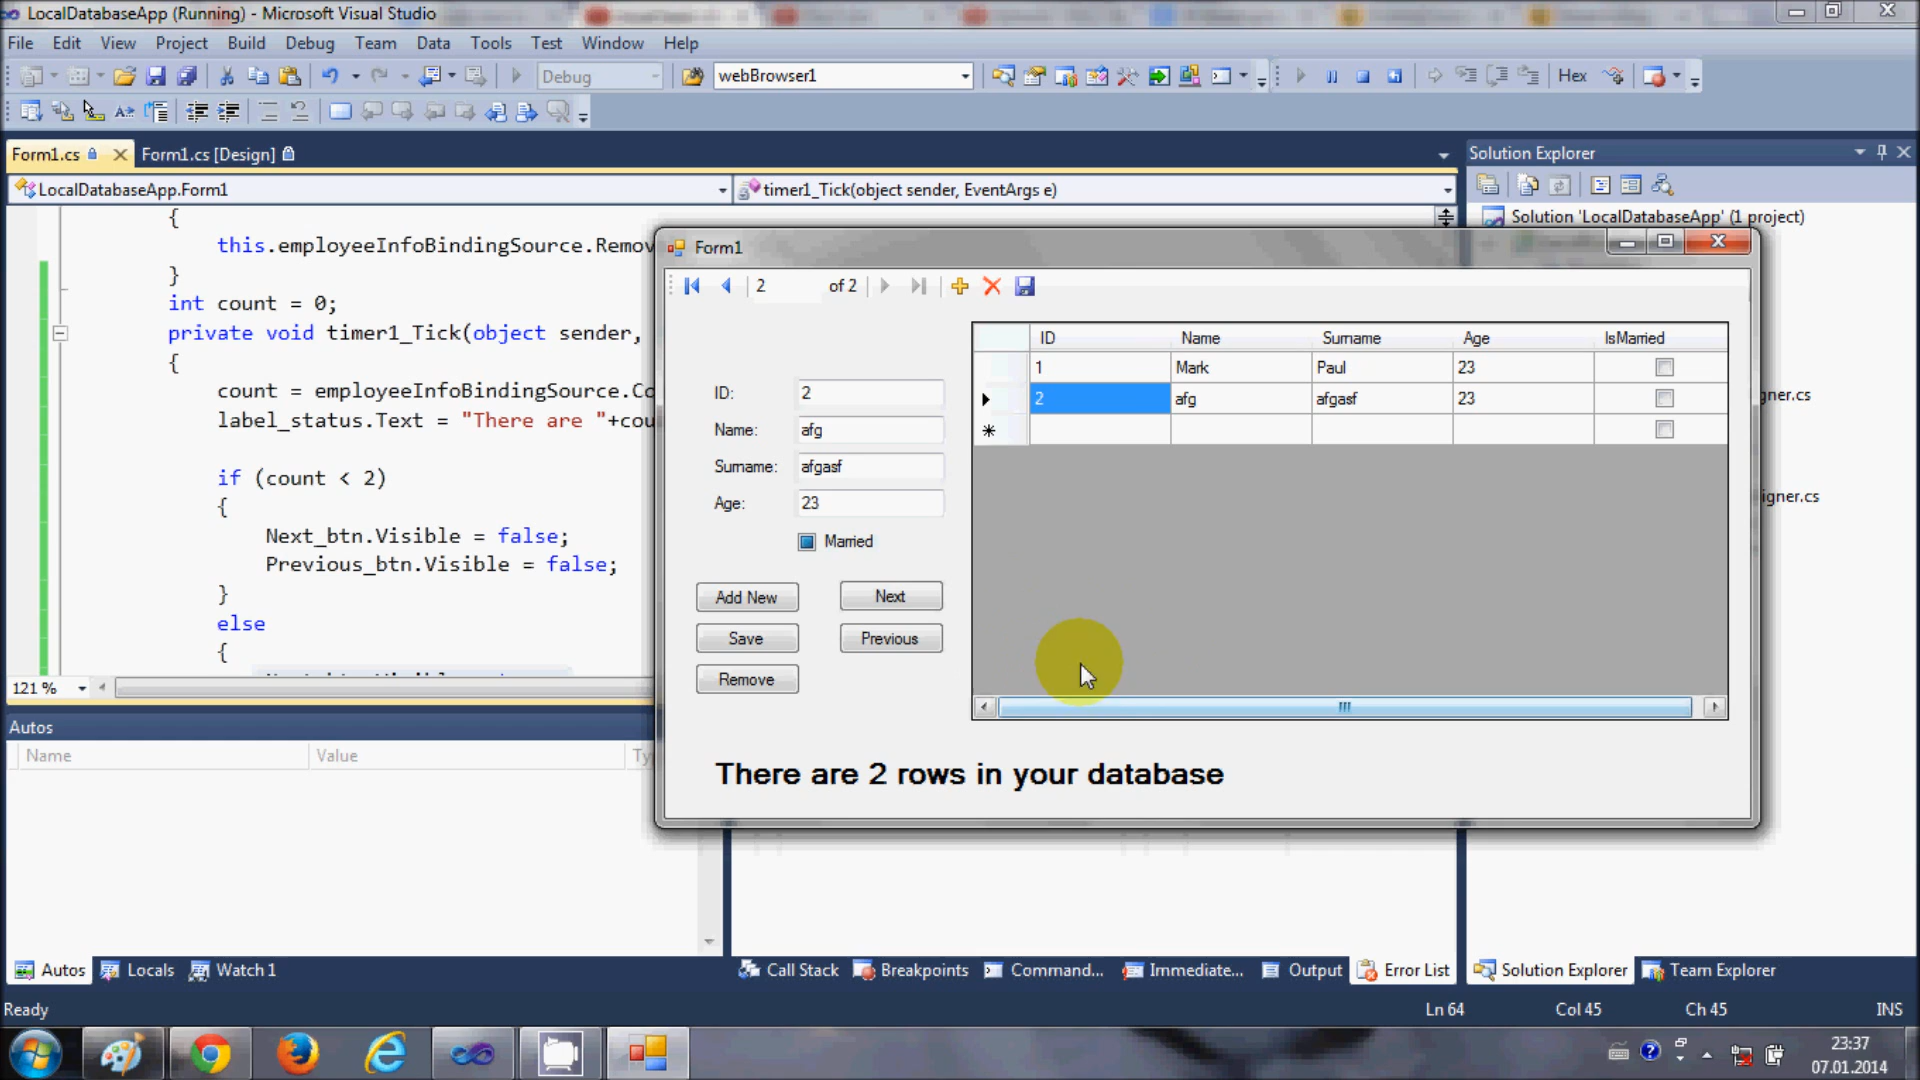 LocalDatabaseApp (Running) - Microsoft Visual Studio
File Edit View Project Build Debug Team Data Tools Test Window Help
Debug webBrowser1 Hex
Form1.cs Form1.cs [Design]
LocalDatabaseApp.Form1 timer1_Tick(object sender, EventArgs e)
{
this.employeeInfoBindingSource.Remov
}
int count = 0;
private void timer1_Tick(object sender,
{
count = employeeInfoBindingSource.Co
label_status.Text = "There are "+cou
if (count < 2)
{
Next_btn.Visible = false;
Previous_btn.Visible = false;
}
else
{
121 %
Solution Explorer
Solution 'LocalDatabaseApp' (1 project)
gner.cs
igner.cs
Form1
2 of 2
ID: 2
Name: afg
Surname: afgasf
Age: 23
Married
Add New Next
Save Previous
Remove
ID Name Surname Age IsMarried
1 Mark Paul 23
2 afg afgasf 23
There are 2 rows in your database
Autos
Name Value Ty
Autos Locals Watch 1
Call Stack Breakpoints Command... Immediate... Output Error List
Solution Explorer Team Explorer
Ready Ln 64 Col 45 Ch 45 INS
23:37
07.01.2014